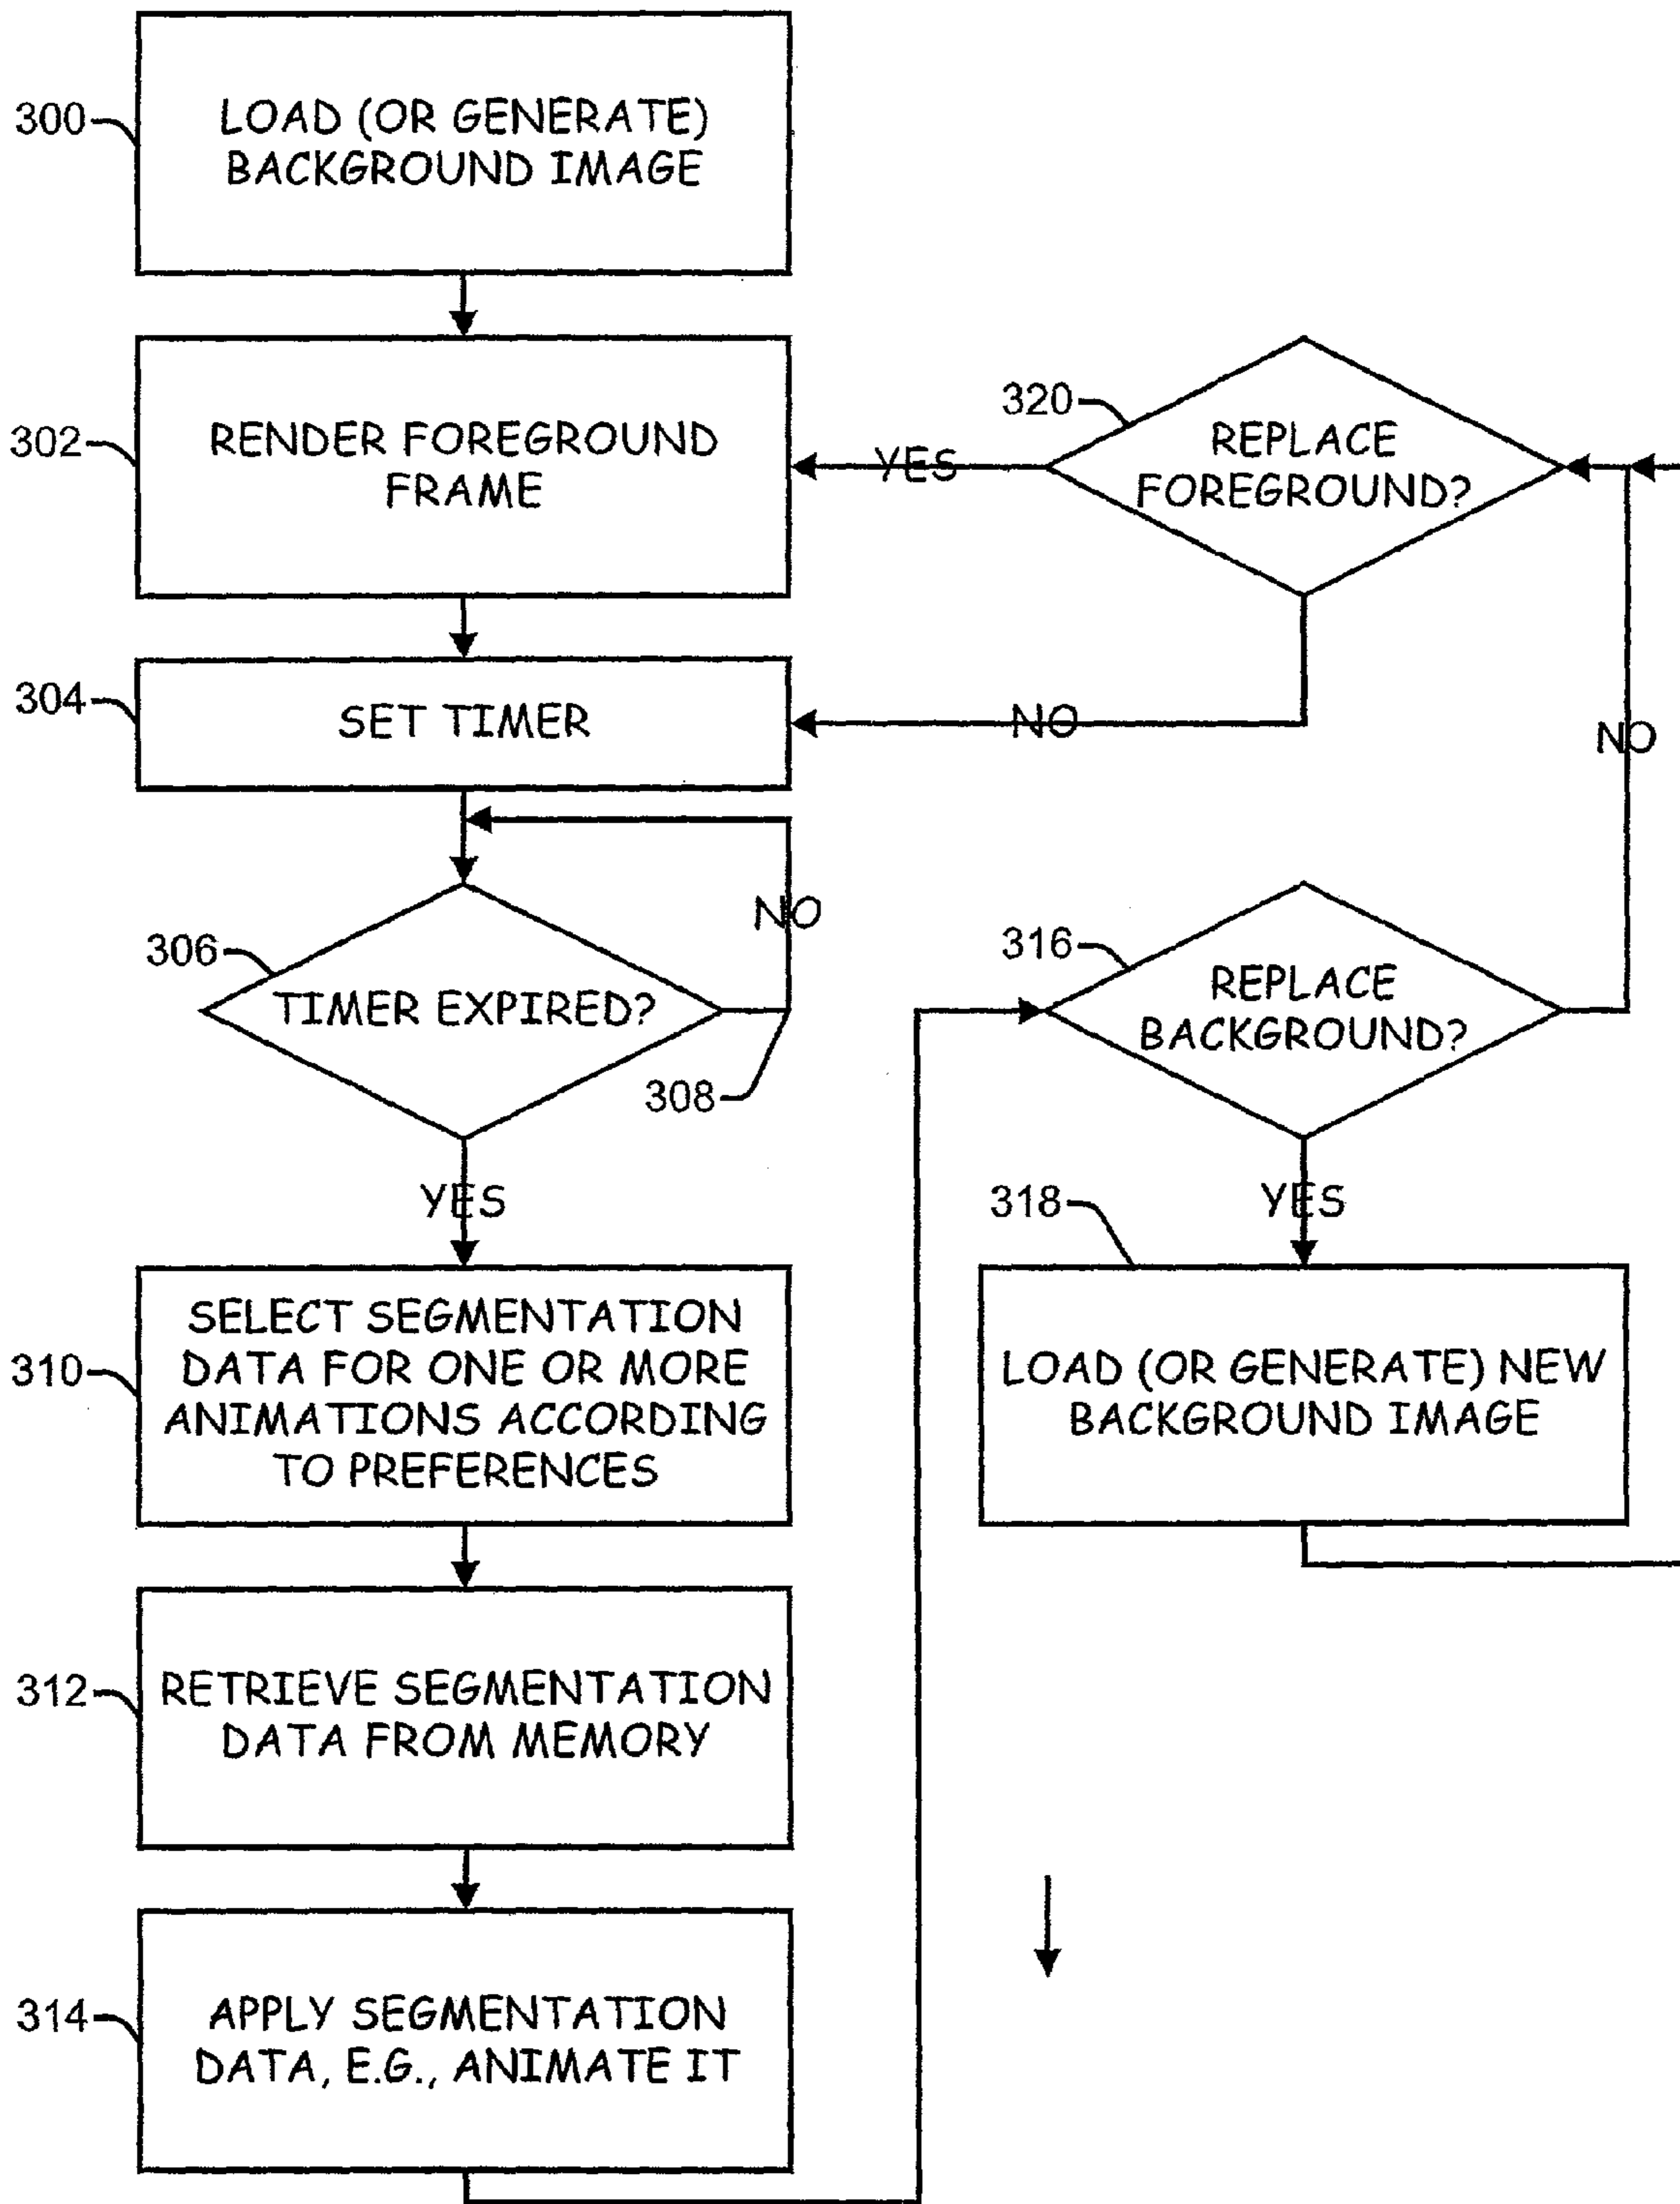 300
LOAD (OR GENERATE)
BACKGROUND IMAGE
302
RENDER FOREGROUND
FRAME
320
REPLACE
FOREGROUND?
YES
304
SET TIMER
NO
NO
NO
306
TIMER EXPIRED?
308
316
REPLACE
BACKGROUND?
YES
318
YES
310
SELECT SEGMENTATION
DATA FOR ONE OR MORE
ANIMATIONS ACCORDING
TO PREFERENCES
LOAD (OR GENERATE) NEW
BACKGROUND IMAGE
312
RETRIEVE SEGMENTATION
DATA FROM MEMORY
314
APPLY SEGMENTATION
DATA, E.G., ANIMATE IT